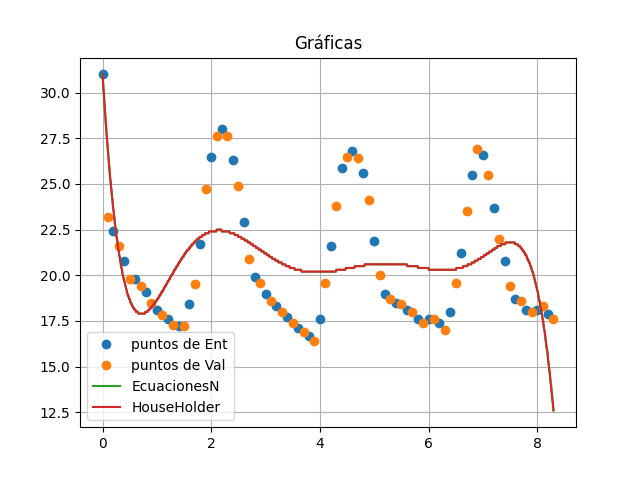 Gráficas
30.0
27.5
25.0
22.5
20.0
17.5
15.0
12.5
puntos de Ent
puntos de Val
EcuacionesN
HouseHolder
0 2 4 6 8